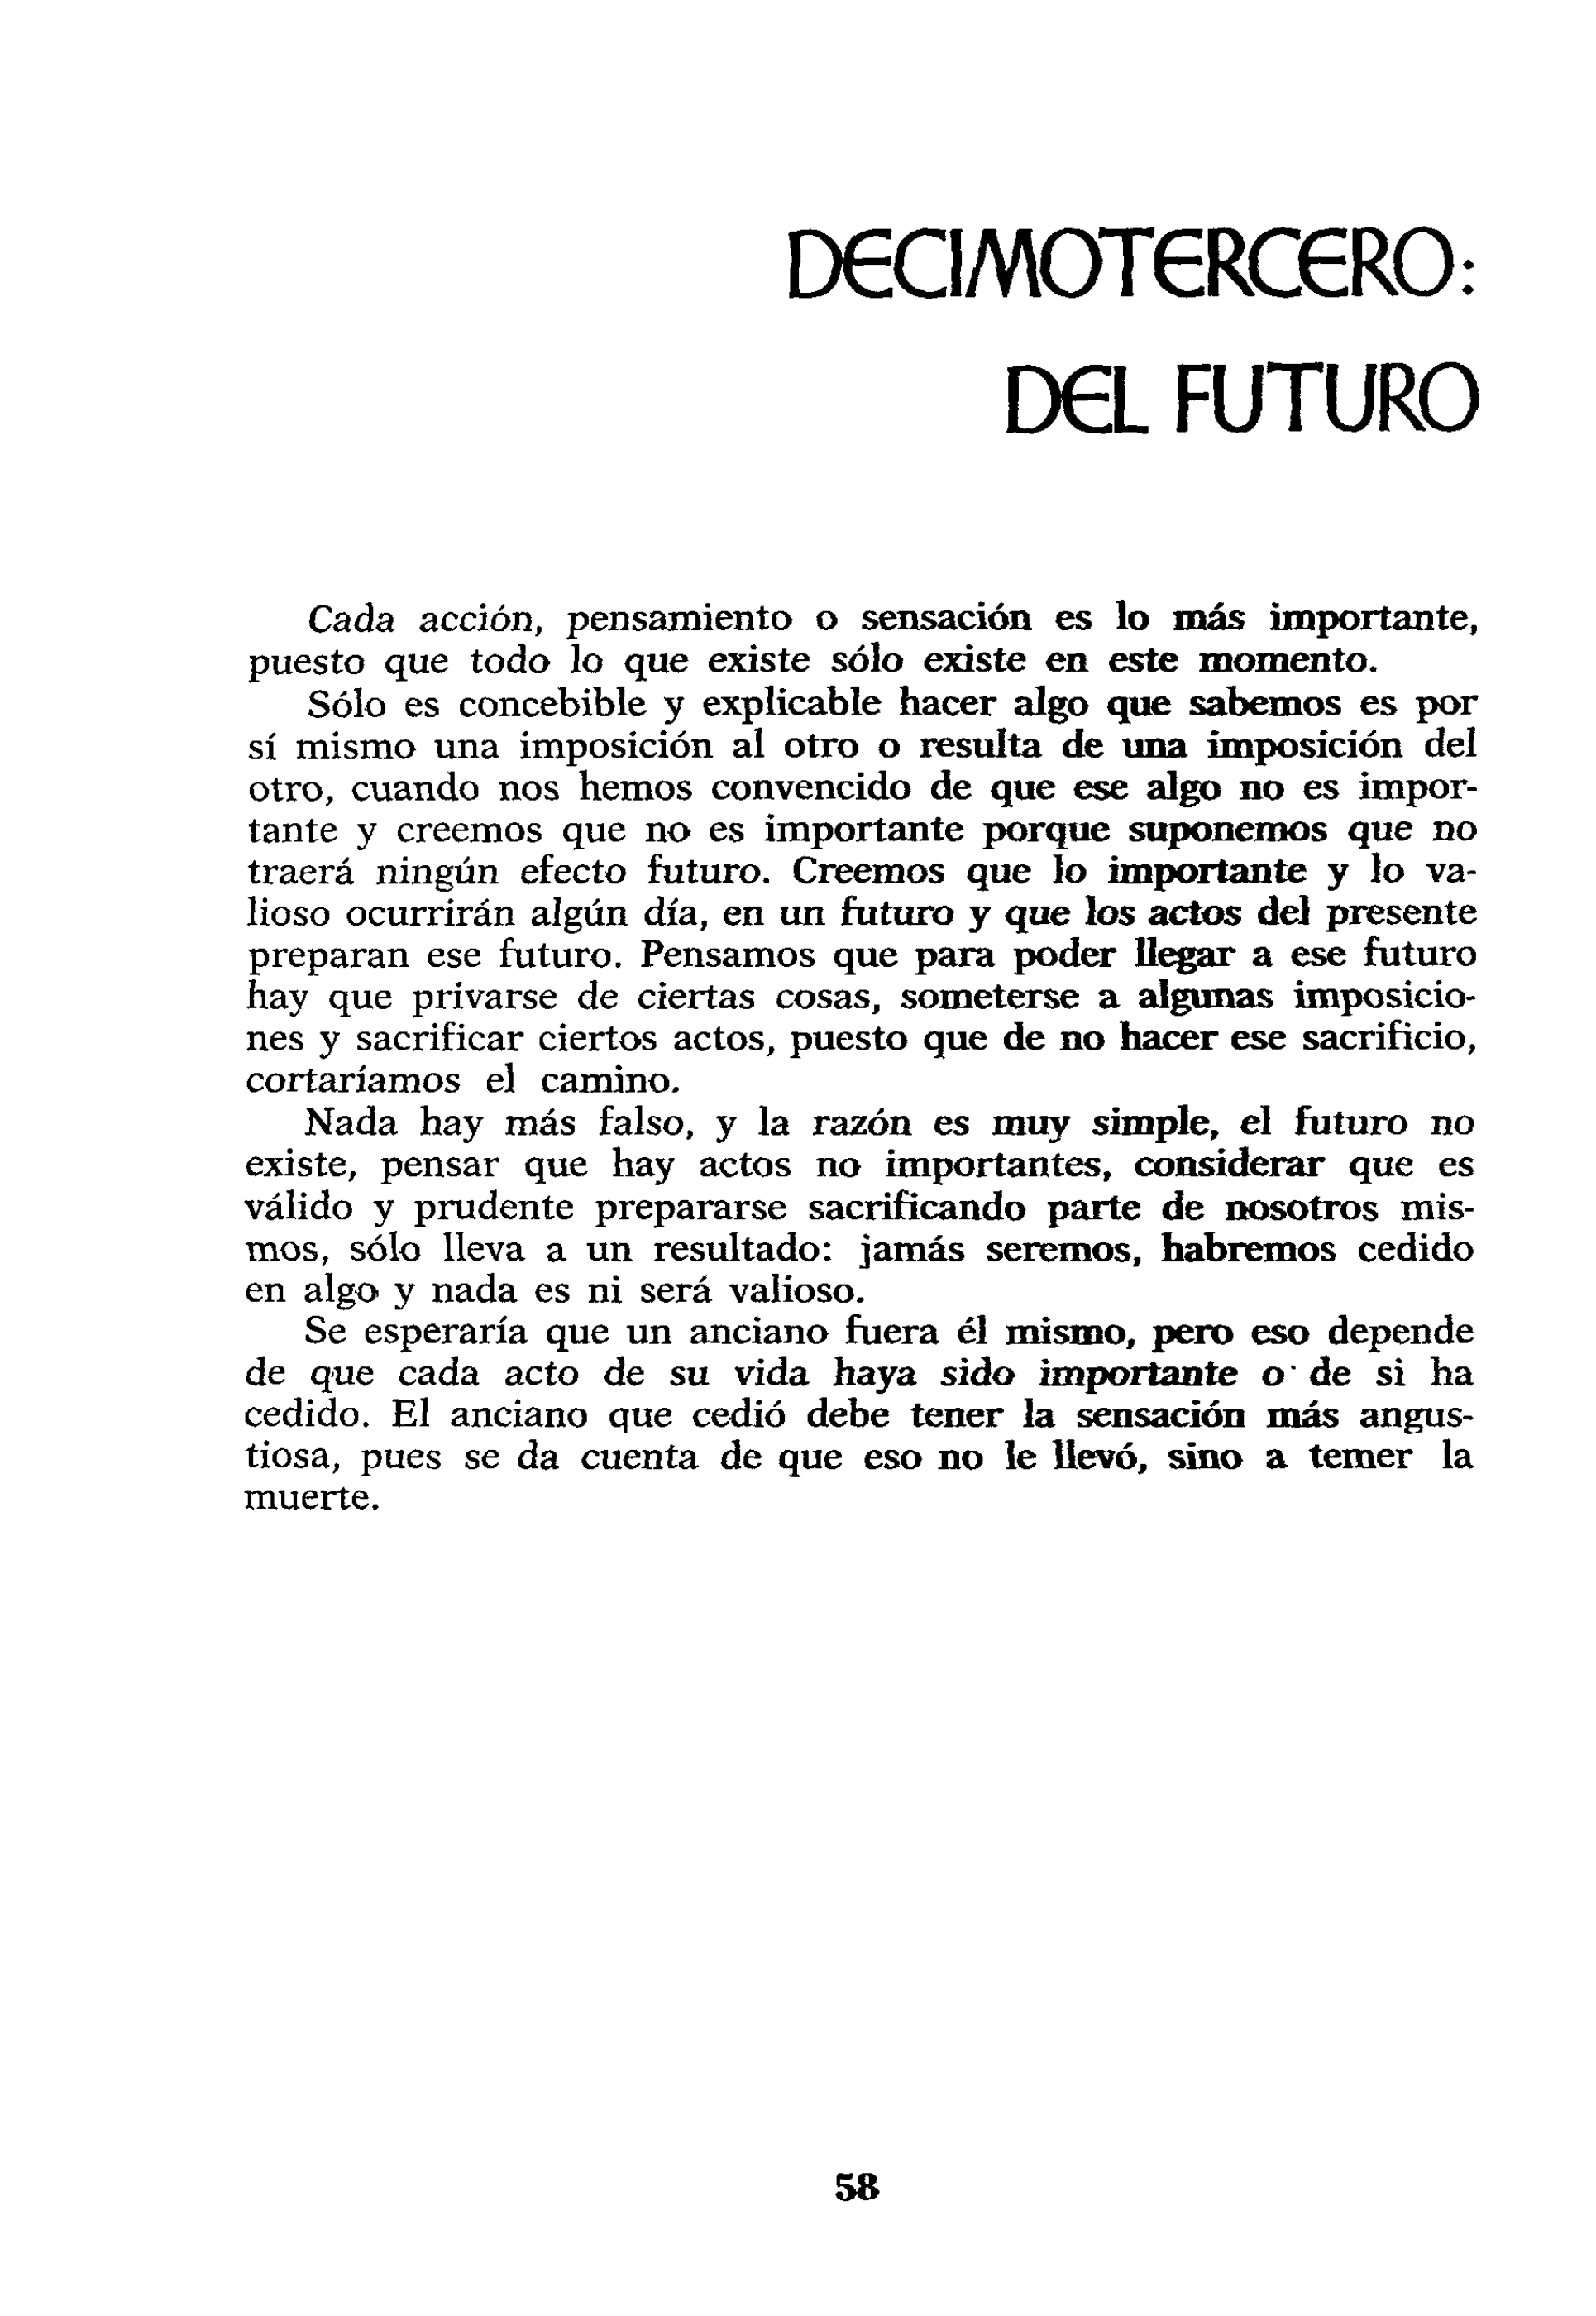 DECIMOTERCERO:
DEL FUTURO
Cada acción, pensamiento o sensación es lo más importante,
puesto que todo lo que existe sólo existe en este momento.
Sólo es concebible y explicable hacer algo que sabemos es por
sí mismo una imposición al otro o resulta de una imposición del
otro, cuando nos hemos convencido de que ese algo no es impor-
tante y creemos que no es importante porque suponemos que no
traerá ningún efecto futuro. Creemos que lo importante y lo va-
lioso ocurrirán algún día, en un futuro y que los actos del presente
preparan ese futuro. Pensamos que para poder llegar a ese futuro
hay que privarse de ciertas cosas, someterse a algunas imposicio-
nes y sacrificar ciertos actos, puesto que de no hacer ese sacrificio,
cortaríamos el camino.
Nada hay más falso, y la razón es muy simple, el futuro no
existe, pensar que hay actos no importantes, considerar que es
válido y prudente prepararse sacrificando parte de nosotros mis-
mos, sólo lleva a un resultado: jamás seremos, habremos cedido
en algo y nada es ni será valioso.
Se esperaría que un anciano fuera él mismo, pero eso depende
de que cada acto de su vida haya sido importante o de si ha
cedido. El anciano que cedió debe tener la sensación más angus-
tiosa, pues se da cuenta de que eso no le llevó, sino a temer la
muerte.
58